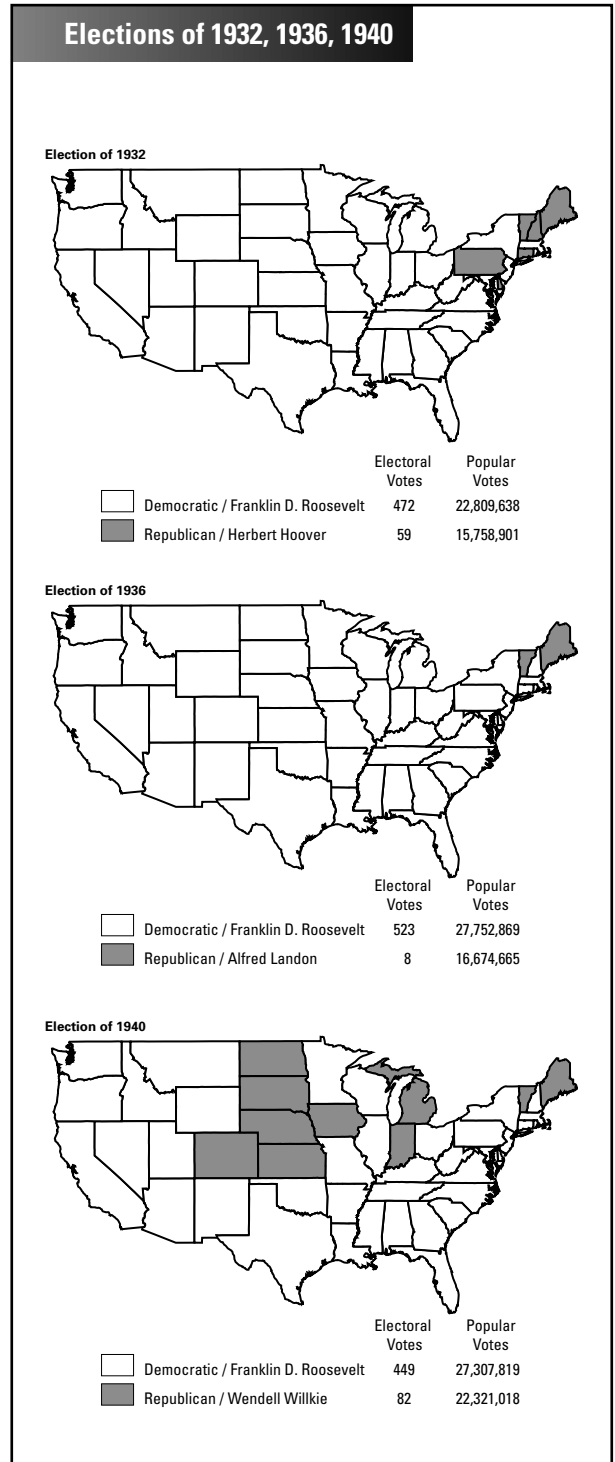 Elections of 1932, 1936, 1940
Election of 1932
Electoral Popular
Votes Votes
Democratic / Franklin D. Roosevelt 472 22,809,638
Republican / Herbert Hoover 59 15,758,901
Election of 1936
Electoral Popular
Votes Votes
Democratic / Franklin D. Roosevelt 523 27,752,869
Republican / Alfred Landon 8 16,674,665
Election of 1940
Electoral Popular
Votes Votes
Democratic / Franklin D. Roosevelt 449 27,307,819
Republican / Wendell Willkie 82 22,321,018